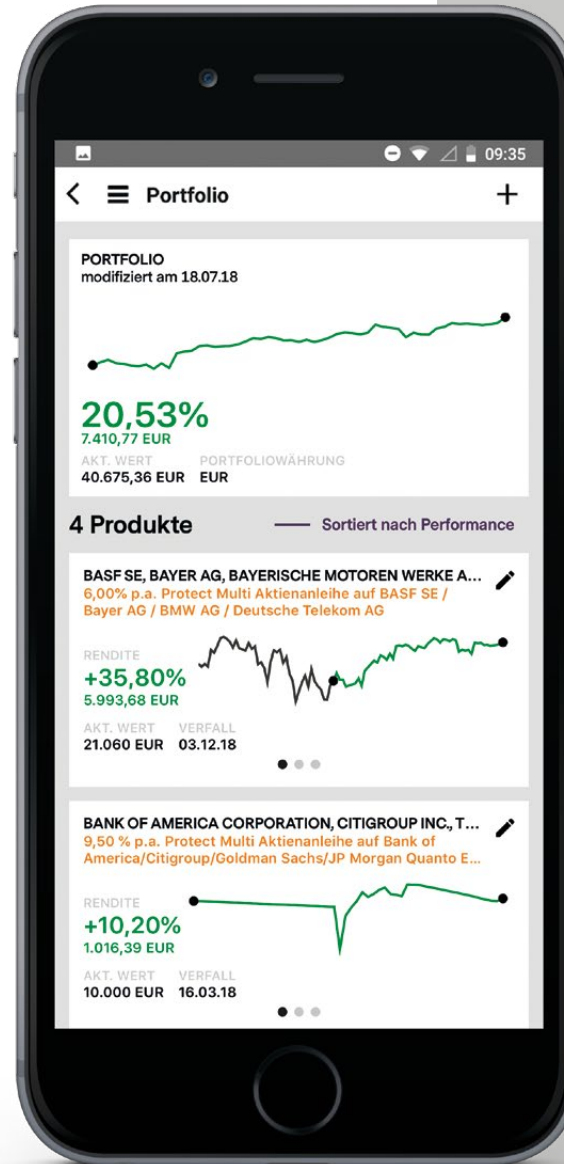 09:35
Portfolio
PORTFOLIO
modifiziert am 18.07.18
20,53%
7.410,77 EUR
AKT. WERT PORTFOLIOWÄHRUNG
40.675,36 EUR EUR
4 Produkte Sortiert nach Performance
BASF SE, BAYER AG, BAYERISCHE MOTOREN WERKE A...
6,00% p.a. Protect Multi Aktienanleihe auf BASF SE /
Bayer AG / BMW AG / Deutsche Telekom AG
RENDITE
+35,80%
5.993,68 EUR
AKT. WERT VERFALL
21.060 EUR 03.12.18
BANK OF AMERICA CORPORATION, CITIGROUP INC., T...
9,50 % p.a. Protect Multi Aktienanleihe auf Bank of
America/Citigroup/Goldman Sachs/JP Morgan Quanto E...
RENDITE
+10,20%
1.016,39 EUR
AKT. WERT VERFALL
10.000 EUR 16.03.18